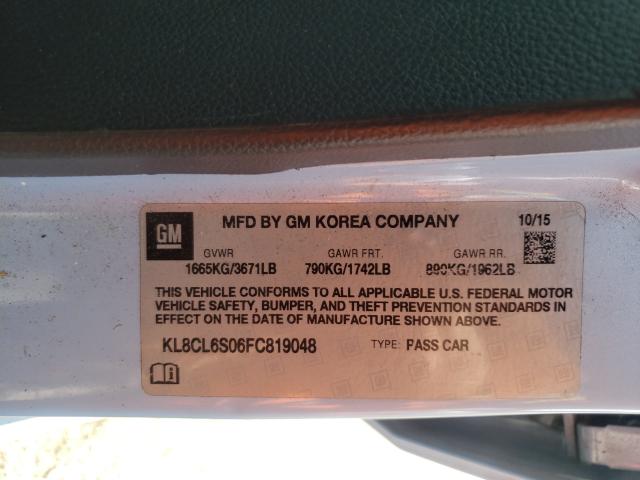 GM MFD BY GM KOREA COMPANY 10/15
GVWR GAWR FRT. GAWR RR.
1665KG/3671LB 790KG/1742LB 890KG/1962LB
THIS VEHICLE CONFORMS TO ALL APPLICABLE U.S. FEDERAL MOTOR
VEHICLE SAFETY, BUMPER, AND THEFT PREVENTION STANDARDS IN
EFFECT ON THE DATE OF MANUFACTURE SHOWN ABOVE.
KL8CL6S06FC819048 TYPE: PASS CAR